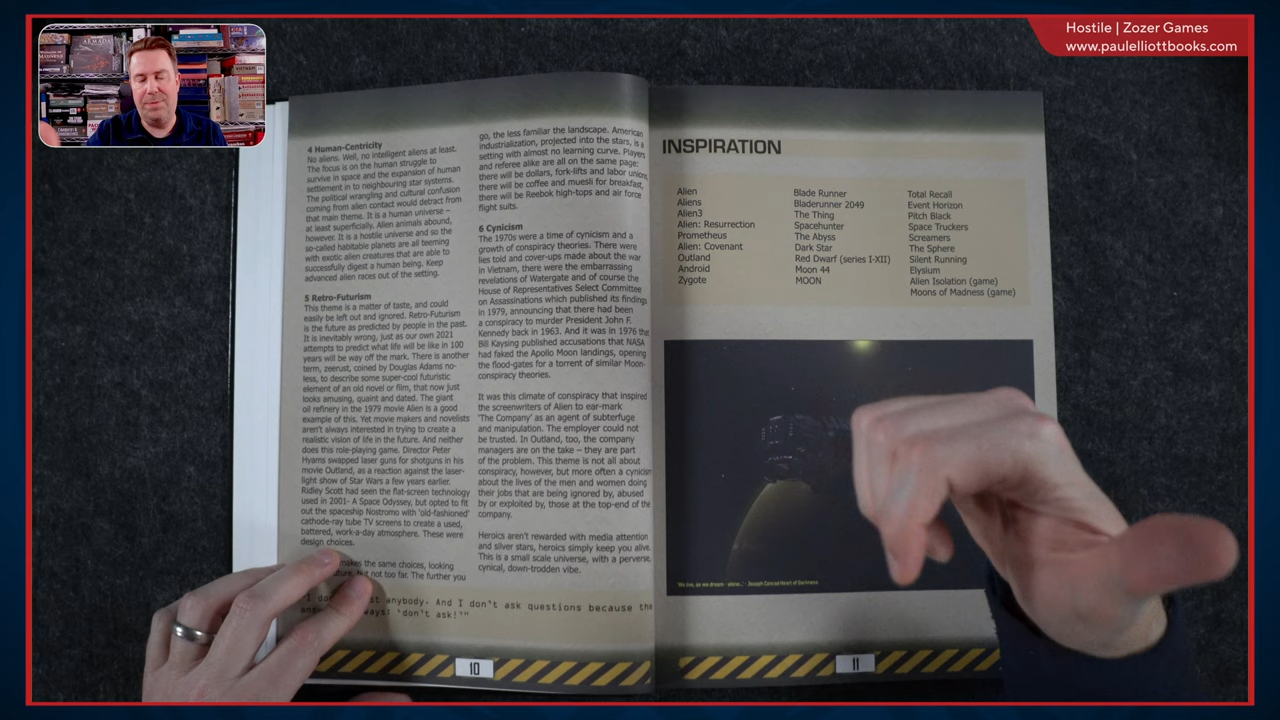 Hostile | Zozer Games
www.paulelliottbooks.com
4 Human-Centricity
No aliens. Well, no intelligent aliens at least.
The focus is on the human struggle to
survive in space and the expansion of human
settlement in to neighbouring star systems.
The political wrangling and cultural confusion
coming from alien contact would detract from
that main theme. It is a human universe –
at least superficially. Alien animals abound,
however. It is a hostile universe and so the
so-called habitable planets are all teeming
with exotic alien creatures that are able to
successfully digest a human being. Keep
advanced alien races out of the setting.
5 Retro-Futurism
This theme is a matter of taste, and could
easily be left out and ignored. Retro-Futurism
is the future as predicted by people in the past.
It is inevitably wrong, just as our own 2021
attempts to predict what life will be like in 100
years will be way off the mark. There is another
term, zeerust, coined by Douglas Adams no-
less, to describe some super-cool futuristic
element of an old novel or film, that now just
looks amusing, quaint and dated. The giant
oil refinery in the 1979 movie Alien is a good
example of this. Yet movie makers and novelists
aren't always interested in trying to create a
realistic vision of life in the future. And neither
does this role-playing game. Director Peter
Hyams swapped laser guns for shotguns in his
movie Outland, as a reaction against the laser-
light show of Star Wars a few years earlier.
Ridley Scott had seen the flat-screen technology
used in 2001- A Space Odyssey, but opted to fit
out the spaceship Nostromo with 'old-fashioned'
cathode-ray tube TV screens to create a used,
battered, work-a-day atmosphere. These were
design choices.
makes the same choices, looking
but not too far. The further you
go, the less familiar the landscape. American
industrialization, projected into the stars, is a
setting with almost no learning curve. Players
and referee alike are all on the same page:
there will be dollars, fork-lifts and labor unions,
there will be coffee and muesli for breakfast,
there will be Reebok high-tops and air force
flight suits.
6 Cynicism
The 1970s were a time of cynicism and a
growth of conspiracy theories. There were
lies told and cover-ups made about the war
in Vietnam, there were the embarrassing
revelations of Watergate and of course the
House of Representatives Select Committee
on Assassinations which published its findings
in 1979, announcing that there had been
a conspiracy to murder President John F.
Kennedy back in 1963. And it was in 1976 that
Bill Kaysing published accusations that NASA
had faked the Apollo Moon landings, opening
the flood-gates for a torrent of similar Moon-
conspiracy theories.
It was this climate of conspiracy that inspired
the screenwriters of Alien to ear-mark
'The Company' as an agent of subterfuge
and manipulation. The employer could not
be trusted. In Outland, too, the company
managers are on the take – they are part
of the problem. This theme is not all about
conspiracy, however, but more often a cynicism
about the lives of the men and women doing
their jobs that are being ignored by, abused
by or exploited by, those at the top-end of the
company.
Heroics aren't rewarded with media attention
and silver stars, heroics simply keep you alive.
This is a small scale universe, with a perverse,
cynical, down-trodden vibe.
anybody. And I don't ask questions because the
'don't ask!'"
10
INSPIRATION
Alien
Aliens
Alien3
Alien: Resurrection
Prometheus
Alien: Covenant
Outland
Android
Zygote
Blade Runner
Bladerunner 2049
The Thing
Spacehunter
The Abyss
Dark Star
Red Dwarf (series I-XII)
Moon 44
MOON
Total Recall
Event Horizon
Pitch Black
Space Truckers
Screamers
The Sphere
Silent Running
Elysium
Alien Isolation (game)
Moons of Madness (game)
'We live, as we dream - alone...' - Joseph Conrad Heart of Darkness
11